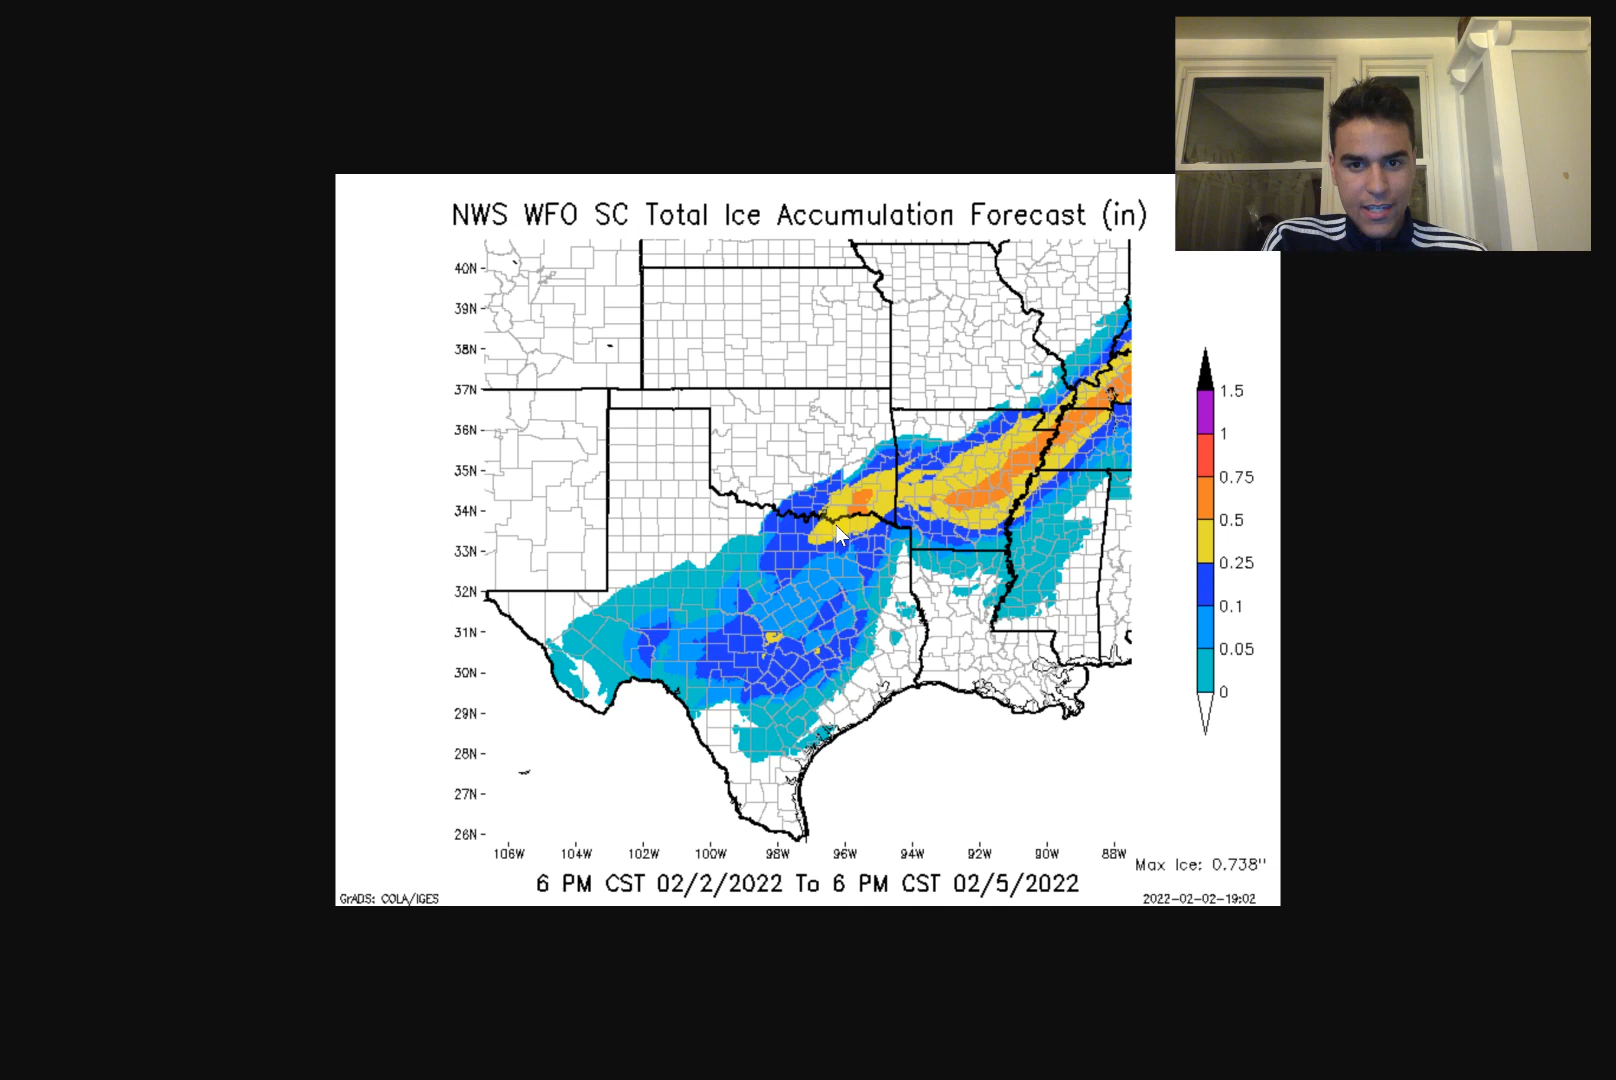 NWS WFO SC Total Ice Accumulation Forecast (in)
40N
39N
38N
37N
36N
35N
34N
33N
32N
31N
30N
29N
28N
27N
26N
106W 104W 102W 100W 98W 96W 94W 92W 90W 88W
1.5
1
0.75
0.5
0.25
0.1
0.05
0
Max Ice: 0.738"
6 PM CST 02/2/2022 To 6 PM CST 02/5/2022
GrADS: COLA/IGES
2022-02-02-19:02